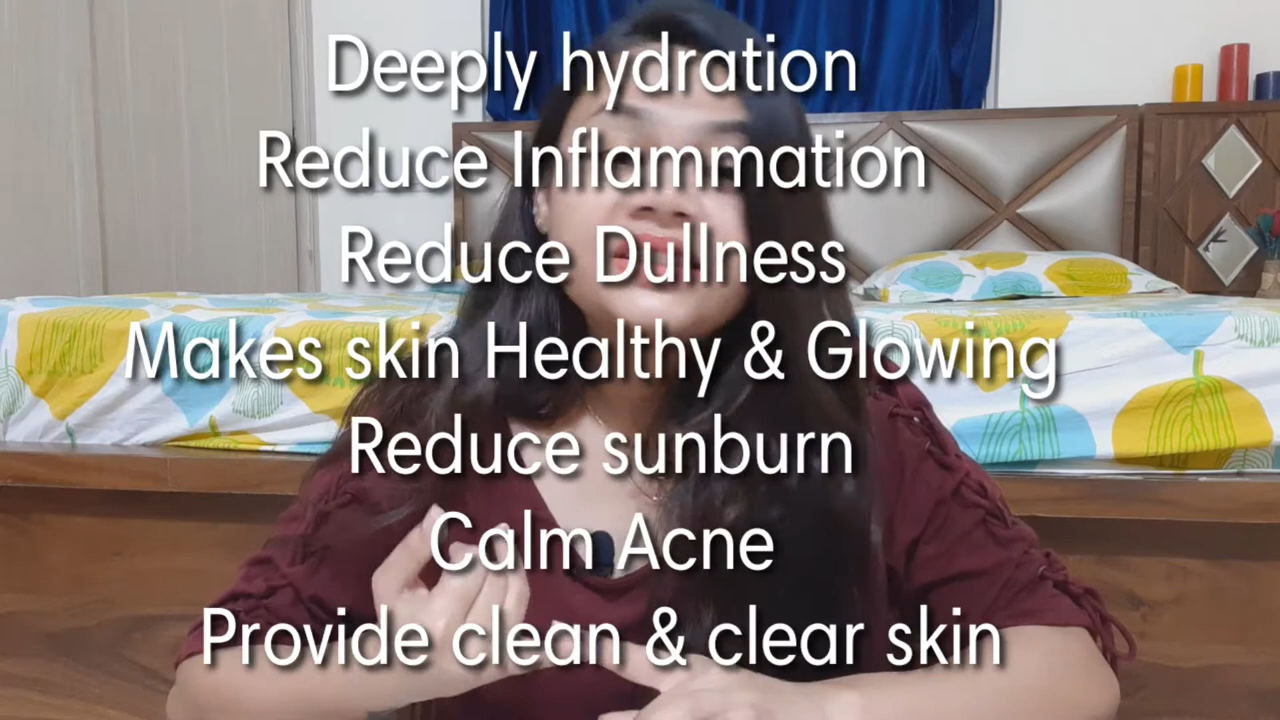 Deeply hydration
Reduce Inflammation
Reduce Dullness
Makes skin Healthy & Glowing
Reduce sunburn
Calm Acne
Provide clean & clear skin